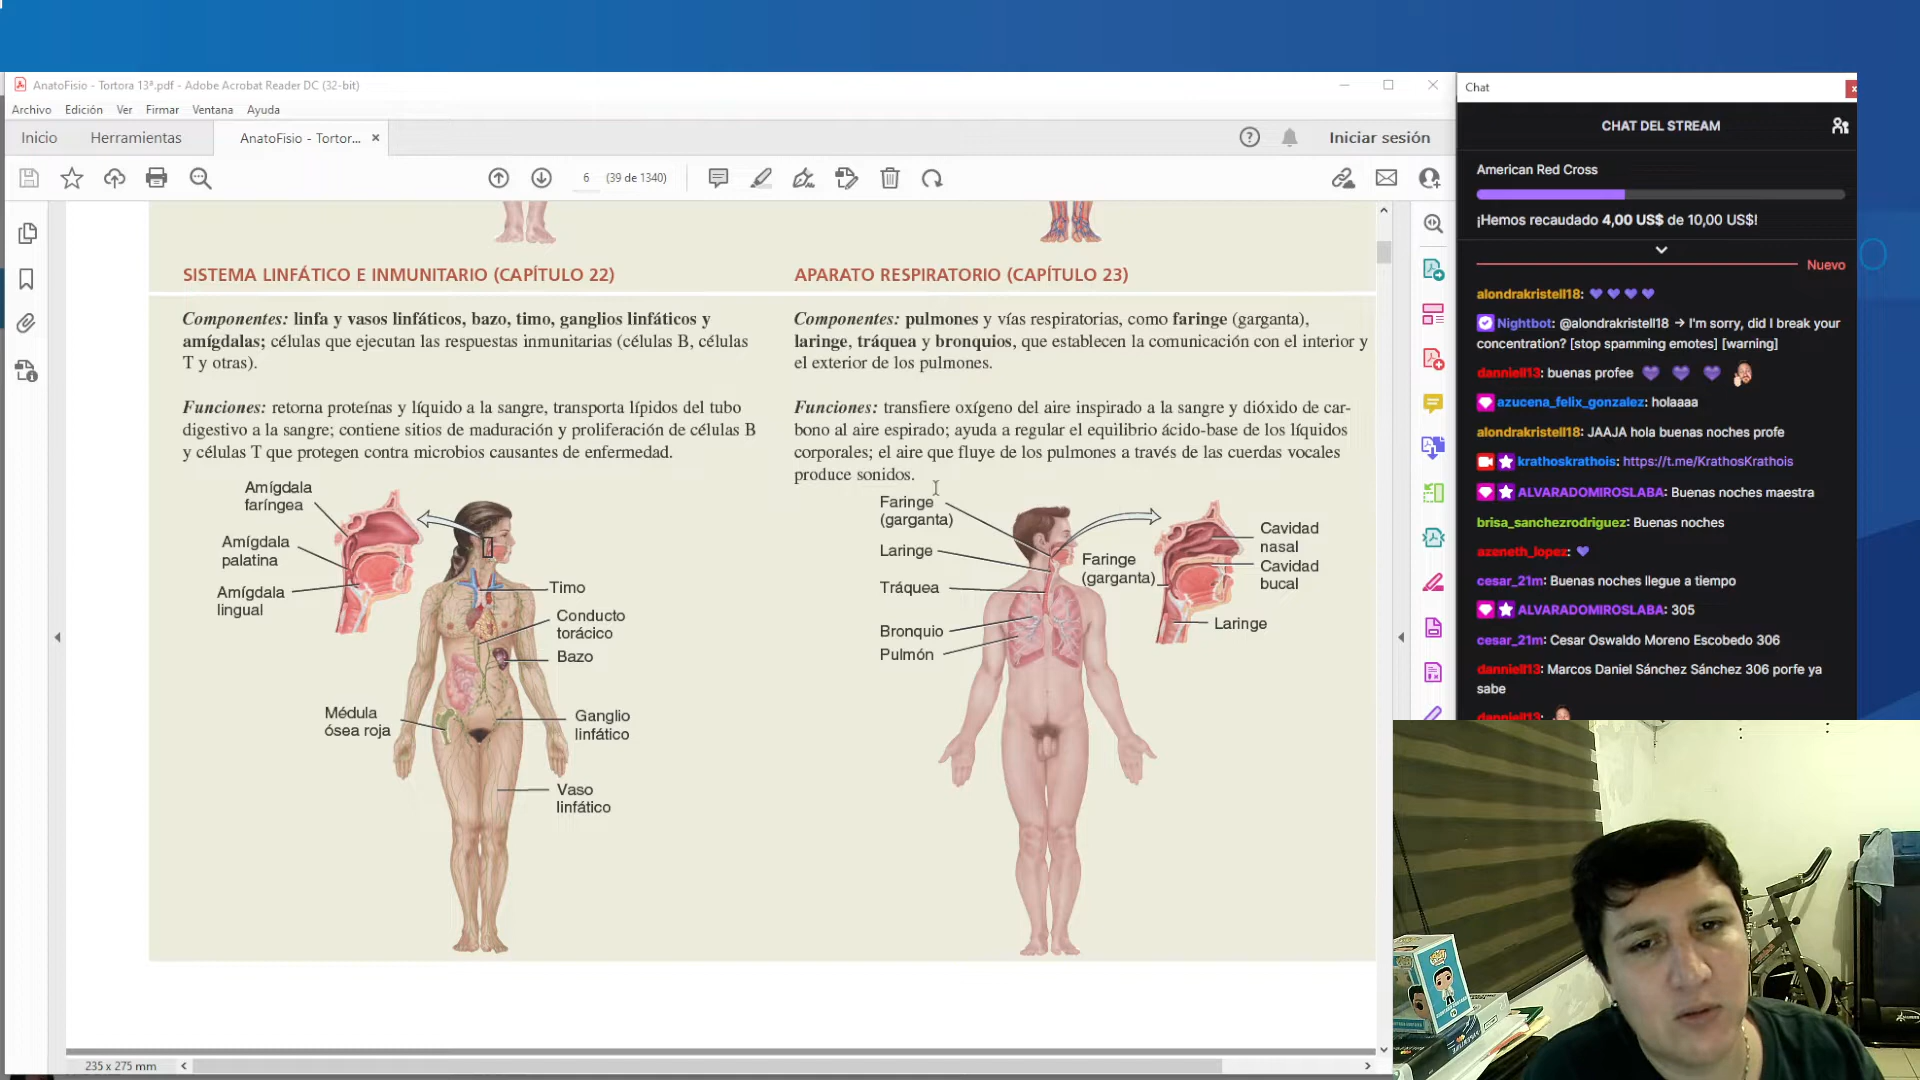 AnatoFisio - Tortora 13ª.pdf - Adobe Acrobat Reader DC (32-bit)
Archivo Edición Ver Firmar Ventana Ayuda
Inicio Herramientas AnatoFisio - Tortor... × Iniciar sesión
6 (39 de 1340)
SISTEMA LINFÁTICO E INMUNITARIO (CAPÍTULO 22)
Componentes: linfa y vasos linfáticos, bazo, timo, ganglios linfáticos y
amígdalas; células que ejecutan las respuestas inmunitarias (células B, células
T y otras).
Funciones: retorna proteínas y líquido a la sangre, transporta lípidos del tubo
digestivo a la sangre; contiene sitios de maduración y proliferación de células B
y células T que protegen contra microbios causantes de enfermedad.
Amígdala
faríngea
Amígdala
palatina
Amígdala
lingual
Timo
Conducto
torácico
Bazo
Médula
ósea roja
Ganglio
linfático
Vaso
linfático
APARATO RESPIRATORIO (CAPÍTULO 23)
Componentes: pulmones y vías respiratorias, como faringe (garganta),
laringe, tráquea y bronquios, que establecen la comunicación con el interior y
el exterior de los pulmones.
Funciones: transfiere oxígeno del aire inspirado a la sangre y dióxido de car-
bono al aire espirado; ayuda a regular el equilibrio ácido-base de los líquidos
corporales; el aire que fluye de los pulmones a través de las cuerdas vocales
produce sonidos.
Faringe
(garganta)
Laringe
Tráquea
Bronquio
Pulmón
Faringe
(garganta)
Cavidad
nasal
Cavidad
bucal
Laringe
235 x 275 mm
Chat
CHAT DEL STREAM
American Red Cross
¡Hemos recaudado 4,00 US$ de 10,00 US$!
Nuevo
alondrakristell18:
Nightbot: @alondrakristell18 → I'm sorry, did I break your
concentration? [stop spamming emotes] [warning]
danniell13: buenas profee
azucena_felix_gonzalez: holaaaa
alondrakristell18: JAAJA hola buenas noches profe
krathoskrathois: https://t.me/KrathosKrathois
ALVARADOMIROSLABA: Buenas noches maestra
brisa_sanchezrodriguez: Buenas noches
azeneth_lopez:
cesar_21m: Buenas noches llegue a tiempo
ALVARADOMIROSLABA: 305
cesar_21m: Cesar Oswaldo Moreno Escobedo 306
danniell13: Marcos Daniel Sánchez Sánchez 306 porfe ya
sabe
danniell13: